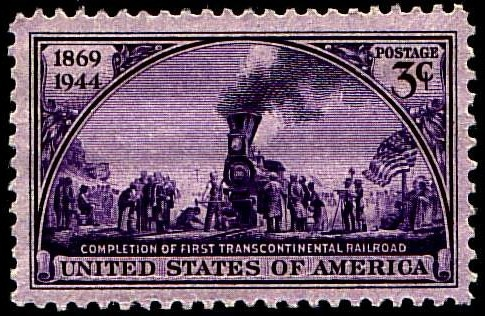 1869
1944
POSTAGE
3¢
COMPLETION OF FIRST TRANSCONTINENTAL RAILROAD
UNITED STATES OF AMERICA